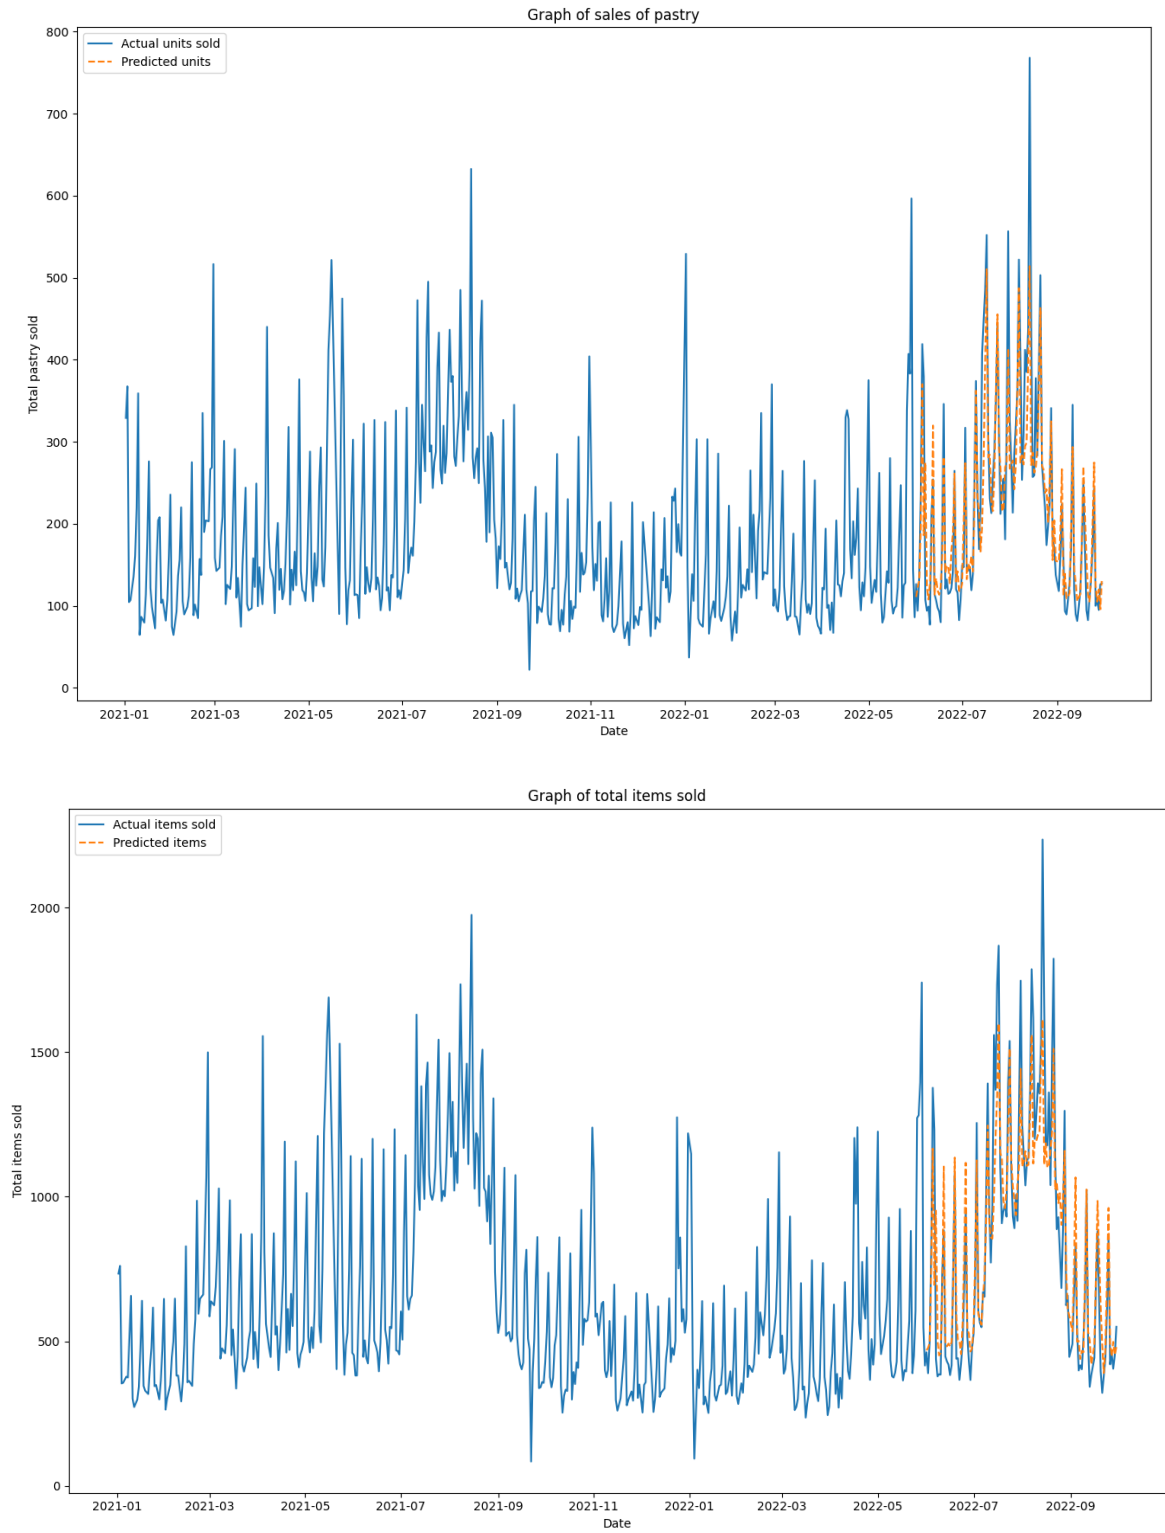 Graph of sales of pastry
Actual units sold
Predicted units
800
700
600
500
400
300
200
100
0
Total pastry sold
2021-01 2021-03 2021-05 2021-07 2021-09 2021-11 2022-01 2022-03 2022-05 2022-07 2022-09
Date
Graph of total items sold
Actual items sold
Predicted items
2000
1500
1000
500
0
Total items sold
2021-01 2021-03 2021-05 2021-07 2021-09 2021-11 2022-01 2022-03 2022-05 2022-07 2022-09
Date